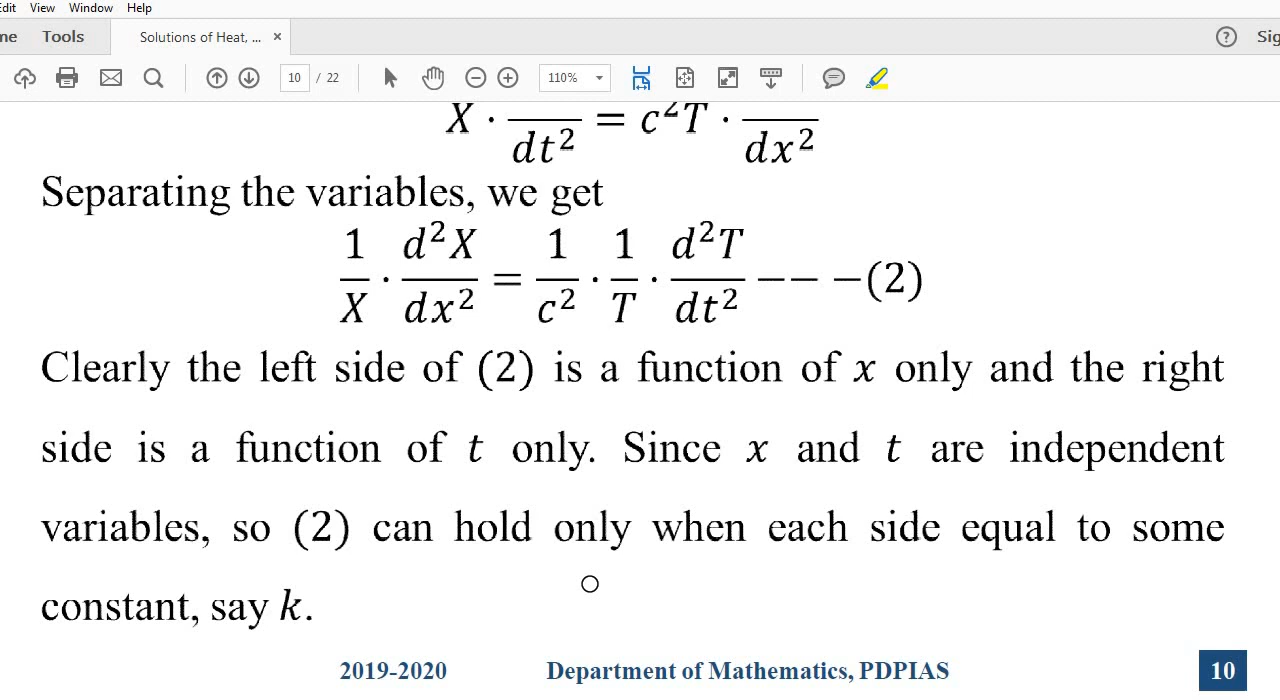 Edit View Window Help
me Tools Solutions of Heat, ... × ? Sig
10 / 22 110%
X · ― = c²T · ―
dt² dx²
Separating the variables, we get
1/X · d²X/dx² = 1/c² · 1/T · d²T/dt² −− − −(2)
Clearly the left side of (2) is a function of x only and the right
side is a function of t only. Since x and t are independent
variables, so (2) can hold only when each side equal to some
constant, say k.
2019-2020 Department of Mathematics, PDPIAS 10